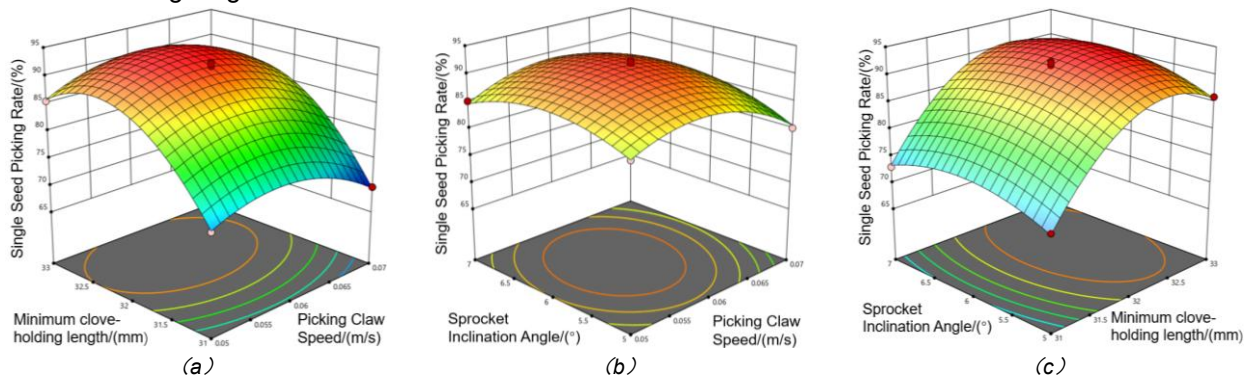 Single Seed Picking Rate/(%)
95
90
85
80
75
70
65
33
32.5
32
31.5
31
0.05
0.055
0.06
0.065
0.07
Minimum clove-
holding length/(mm)
Picking Claw
Speed/(m/s)
(a)
Single Seed Picking Rate/(%)
95
90
85
80
75
70
65
7
6.5
6
5.5
5
0.05
0.055
0.06
0.065
0.07
Sprocket
Inclination Angle/(°)
Picking Claw
Speed/(m/s)
(b)
Single Seed Picking Rate/(%)
95
90
85
80
75
70
65
7
6.5
6
5.5
5
31
31.5
32
32.5
33
Sprocket
Inclination Angle/(°)
Minimum clove-
holding length/(mm)
(c)